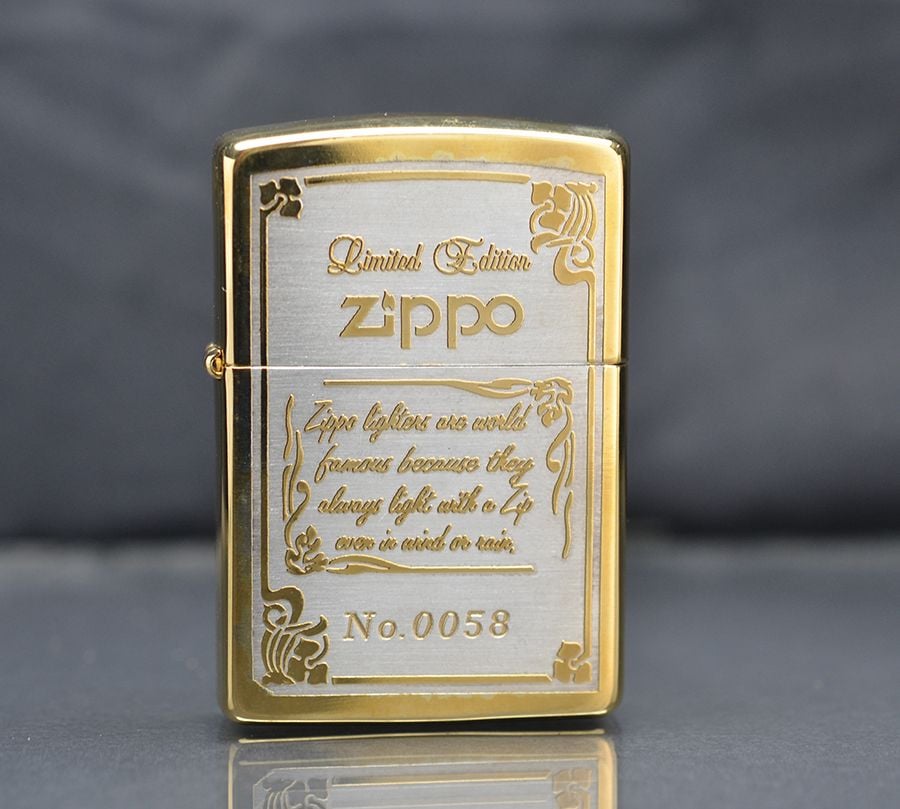 Limited Edition
zippo
Zippo lighters are world
famous because they
always light with a Zip
even in wind or rain,
No.0058